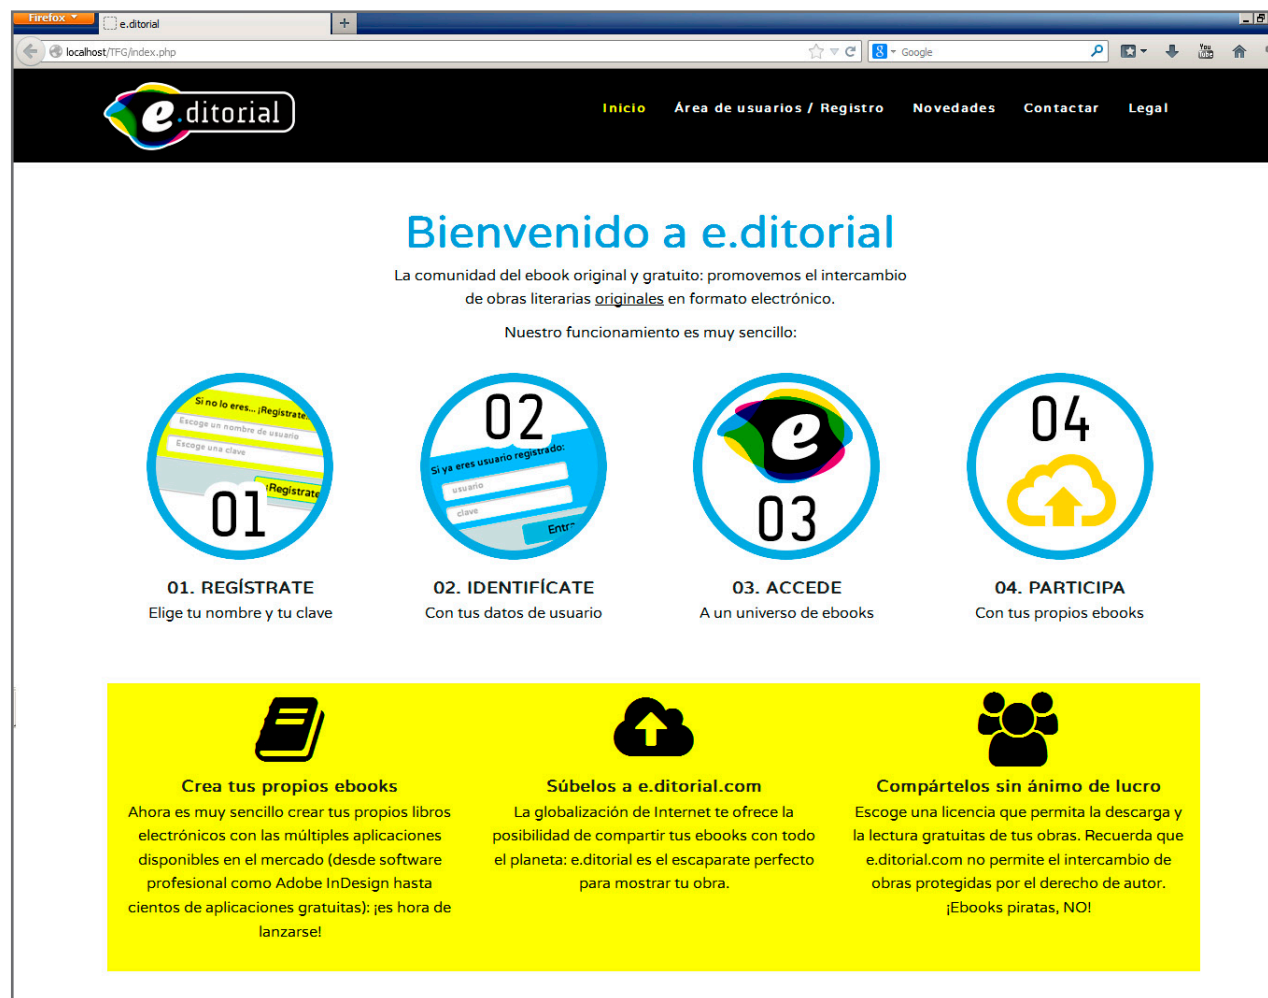 Firefox
e.ditorial
localhost/TFG/index.php
Google
You
Tube
e.ditorial
Inicio
Área de usuarios / Registro
Novedades
Contactar
Legal
Bienvenido a e.ditorial
La comunidad del ebook original y gratuito: promovemos el intercambio
de obras literarias originales en formato electrónico.
Nuestro funcionamiento es muy sencillo:
Si no lo eres... ¡Regístrate
Escoge un nombre de usuario
Escoge una clave
¡Regístrate
01
02
Si ya eres usuario registrado:
usuario
clave
Entr
e
03
04
01. REGÍSTRATE
Elige tu nombre y tu clave
02. IDENTIFÍCATE
Con tus datos de usuario
03. ACCEDE
A un universo de ebooks
04. PARTICIPA
Con tus propios ebooks
Crea tus propios ebooks
Ahora es muy sencillo crear tus propios libros
electrónicos con las múltiples aplicaciones
disponibles en el mercado (desde software
profesional como Adobe InDesign hasta
cientos de aplicaciones gratuitas): ¡es hora de
lanzarse!
Súbelos a e.ditorial.com
La globalización de Internet te ofrece la
posibilidad de compartir tus ebooks con todo
el planeta: e.ditorial es el escaparate perfecto
para mostrar tu obra.
Compártelos sin ánimo de lucro
Escoge una licencia que permita la descarga y
la lectura gratuitas de tus obras. Recuerda que
e.ditorial.com no permite el intercambio de
obras protegidas por el derecho de autor.
¡Ebooks piratas, NO!